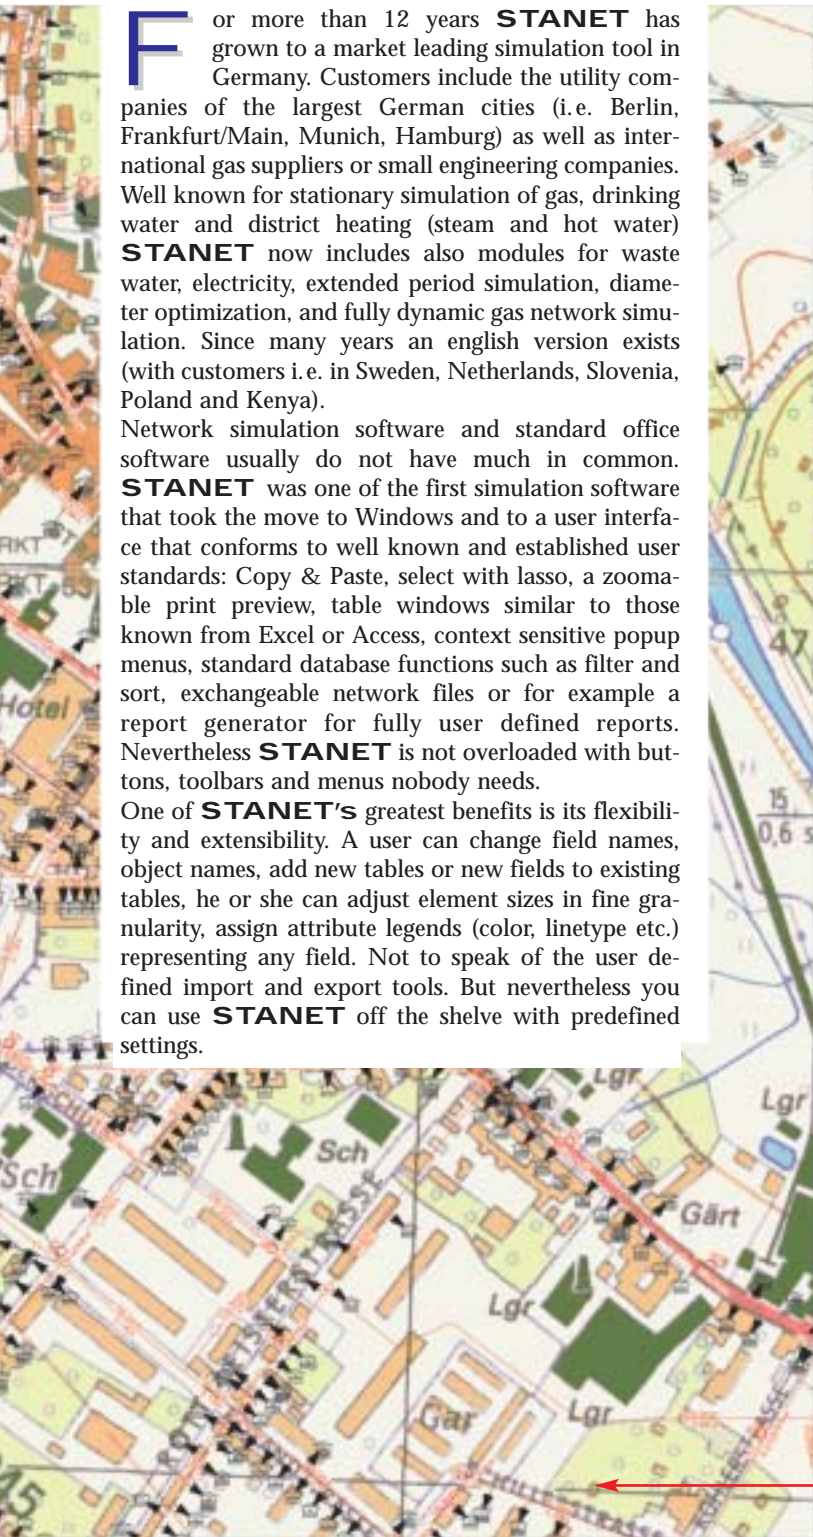 For more than 12 years STANET has
grown to a market leading simulation tool in
Germany. Customers include the utility com-
panies of the largest German cities (i.e. Berlin,
Frankfurt/Main, Munich, Hamburg) as well as inter-
national gas suppliers or small engineering companies.
Well known for stationary simulation of gas, drinking
water and district heating (steam and hot water)
STANET now includes also modules for waste
water, electricity, extended period simulation, diame-
ter optimization, and fully dynamic gas network simu-
lation. Since many years an english version exists
(with customers i.e. in Sweden, Netherlands, Slovenia,
Poland and Kenya).
Network simulation software and standard office
software usually do not have much in common.
STANET was one of the first simulation software
that took the move to Windows and to a user interfa-
ce that conforms to well known and established user
standards: Copy & Paste, select with lasso, a zooma-
ble print preview, table windows similar to those
known from Excel or Access, context sensitive popup
menus, standard database functions such as filter and
sort, exchangeable network files or for example a
report generator for fully user defined reports.
Nevertheless STANET is not overloaded with but-
tons, toolbars and menus nobody needs.
One of STANET's greatest benefits is its flexibili-
ty and extensibility. A user can change field names,
object names, add new tables or new fields to existing
tables, he or she can adjust element sizes in fine gra-
nularity, assign attribute legends (color, linetype etc.)
representing any field. Not to speak of the user de-
fined import and export tools. But nevertheless you
can use STANET off the shelve with predefined
settings.
RKT
Hotel
47
15
0,6 s
Lgr
Lgr
Sch
Sch
Gärt
Lgr
Lgr
Gar
45